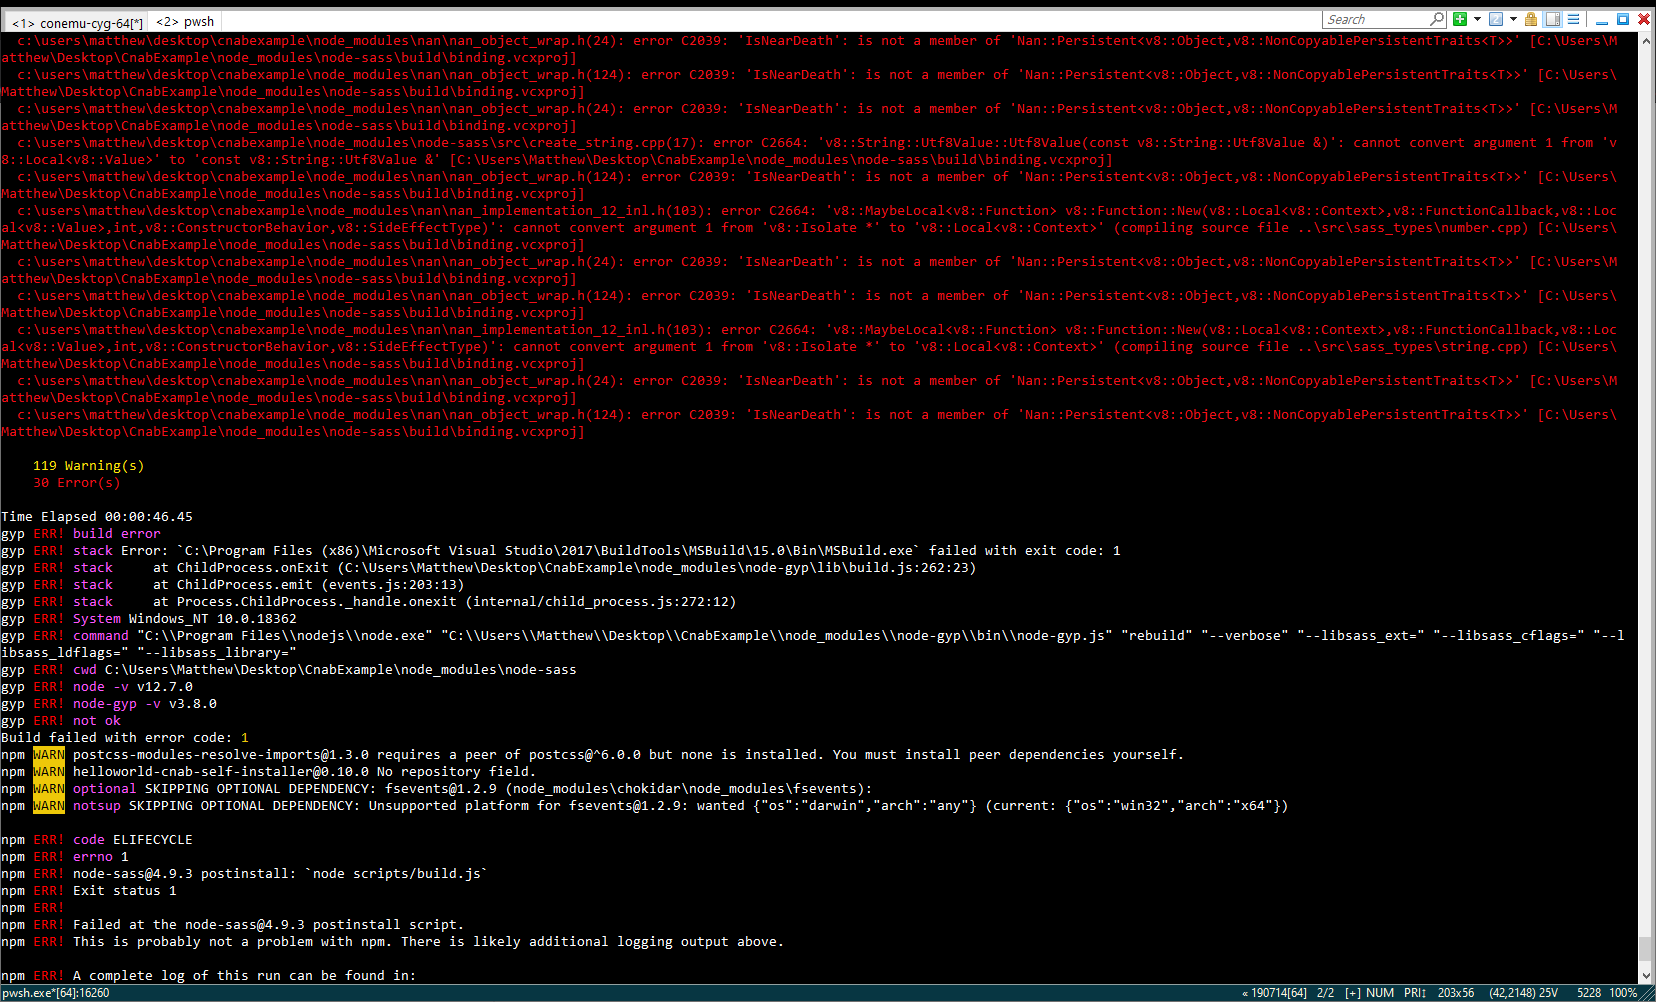 <1> conemu-cyg-64[*] <2> pwsh Search
c:\users\matthew\desktop\cnabexample\node_modules\nan\nan_object_wrap.h(24): error C2039: 'IsNearDeath': is not a member of 'Nan::Persistent<v8::Object,v8::NonCopyablePersistentTraits<T>>' [C:\Users\M
atthew\Desktop\CnabExample\node_modules\node-sass\build\binding.vcxproj]
c:\users\matthew\desktop\cnabexample\node_modules\nan\nan_object_wrap.h(124): error C2039: 'IsNearDeath': is not a member of 'Nan::Persistent<v8::Object,v8::NonCopyablePersistentTraits<T>>' [C:\Users\
Matthew\Desktop\CnabExample\node_modules\node-sass\build\binding.vcxproj]
c:\users\matthew\desktop\cnabexample\node_modules\nan\nan_object_wrap.h(24): error C2039: 'IsNearDeath': is not a member of 'Nan::Persistent<v8::Object,v8::NonCopyablePersistentTraits<T>>' [C:\Users\M
atthew\Desktop\CnabExample\node_modules\node-sass\build\binding.vcxproj]
c:\users\matthew\desktop\cnabexample\node_modules\node-sass\src\create_string.cpp(17): error C2664: 'v8::String::Utf8Value::Utf8Value(const v8::String::Utf8Value &)': cannot convert argument 1 from 'v
8::Local<v8::Value>' to 'const v8::String::Utf8Value &' [C:\Users\Matthew\Desktop\CnabExample\node_modules\node-sass\build\binding.vcxproj]
c:\users\matthew\desktop\cnabexample\node_modules\nan\nan_object_wrap.h(124): error C2039: 'IsNearDeath': is not a member of 'Nan::Persistent<v8::Object,v8::NonCopyablePersistentTraits<T>>' [C:\Users\
Matthew\Desktop\CnabExample\node_modules\node-sass\build\binding.vcxproj]
c:\users\matthew\desktop\cnabexample\node_modules\nan\nan_implementation_12_inl.h(103): error C2664: 'v8::MaybeLocal<v8::Function> v8::Function::New(v8::Local<v8::Context>,v8::FunctionCallback,v8::Loc
al<v8::Value>,int,v8::ConstructorBehavior,v8::SideEffectType)': cannot convert argument 1 from 'v8::Isolate *' to 'v8::Local<v8::Context>' (compiling source file ..\src\sass_types\number.cpp) [C:\Users\
Matthew\Desktop\CnabExample\node_modules\node-sass\build\binding.vcxproj]
c:\users\matthew\desktop\cnabexample\node_modules\nan\nan_object_wrap.h(24): error C2039: 'IsNearDeath': is not a member of 'Nan::Persistent<v8::Object,v8::NonCopyablePersistentTraits<T>>' [C:\Users\M
atthew\Desktop\CnabExample\node_modules\node-sass\build\binding.vcxproj]
c:\users\matthew\desktop\cnabexample\node_modules\nan\nan_object_wrap.h(124): error C2039: 'IsNearDeath': is not a member of 'Nan::Persistent<v8::Object,v8::NonCopyablePersistentTraits<T>>' [C:\Users\
Matthew\Desktop\CnabExample\node_modules\node-sass\build\binding.vcxproj]
c:\users\matthew\desktop\cnabexample\node_modules\nan\nan_implementation_12_inl.h(103): error C2664: 'v8::MaybeLocal<v8::Function> v8::Function::New(v8::Local<v8::Context>,v8::FunctionCallback,v8::Loc
al<v8::Value>,int,v8::ConstructorBehavior,v8::SideEffectType)': cannot convert argument 1 from 'v8::Isolate *' to 'v8::Local<v8::Context>' (compiling source file ..\src\sass_types\string.cpp) [C:\Users\
Matthew\Desktop\CnabExample\node_modules\node-sass\build\binding.vcxproj]
c:\users\matthew\desktop\cnabexample\node_modules\nan\nan_object_wrap.h(24): error C2039: 'IsNearDeath': is not a member of 'Nan::Persistent<v8::Object,v8::NonCopyablePersistentTraits<T>>' [C:\Users\M
atthew\Desktop\CnabExample\node_modules\node-sass\build\binding.vcxproj]
c:\users\matthew\desktop\cnabexample\node_modules\nan\nan_object_wrap.h(124): error C2039: 'IsNearDeath': is not a member of 'Nan::Persistent<v8::Object,v8::NonCopyablePersistentTraits<T>>' [C:\Users\
Matthew\Desktop\CnabExample\node_modules\node-sass\build\binding.vcxproj]
119 Warning(s)
30 Error(s)
Time Elapsed 00:00:46.45
gyp ERR! build error
gyp ERR! stack Error: `C:\Program Files (x86)\Microsoft Visual Studio\2017\BuildTools\MSBuild\15.0\Bin\MSBuild.exe` failed with exit code: 1
gyp ERR! stack     at ChildProcess.onExit (C:\Users\Matthew\Desktop\CnabExample\node_modules\node-gyp\lib\build.js:262:23)
gyp ERR! stack     at ChildProcess.emit (events.js:203:13)
gyp ERR! stack     at Process.ChildProcess._handle.onexit (internal/child_process.js:272:12)
gyp ERR! System Windows_NT 10.0.18362
gyp ERR! command "C:\\Program Files\\nodejs\\node.exe" "C:\\Users\\Matthew\\Desktop\\CnabExample\\node_modules\\node-gyp\\bin\\node-gyp.js" "rebuild" "--verbose" "--libsass_ext=" "--libsass_cflags=" "--l
ibsass_ldflags=" "--libsass_library="
gyp ERR! cwd C:\Users\Matthew\Desktop\CnabExample\node_modules\node-sass
gyp ERR! node -v v12.7.0
gyp ERR! node-gyp -v v3.8.0
gyp ERR! not ok
Build failed with error code: 1
npm WARN postcss-modules-resolve-imports@1.3.0 requires a peer of postcss@^6.0.0 but none is installed. You must install peer dependencies yourself.
npm WARN helloworld-cnab-self-installer@0.10.0 No repository field.
npm WARN optional SKIPPING OPTIONAL DEPENDENCY: fsevents@1.2.9 (node_modules\chokidar\node_modules\fsevents):
npm WARN notsup SKIPPING OPTIONAL DEPENDENCY: Unsupported platform for fsevents@1.2.9: wanted {"os":"darwin","arch":"any"} (current: {"os":"win32","arch":"x64"})
npm ERR! code ELIFECYCLE
npm ERR! errno 1
npm ERR! node-sass@4.9.3 postinstall: `node scripts/build.js`
npm ERR! Exit status 1
npm ERR!
npm ERR! Failed at the node-sass@4.9.3 postinstall script.
npm ERR! This is probably not a problem with npm. There is likely additional logging output above.
npm ERR! A complete log of this run can be found in:
pwsh.exe*[64]:16260 « 190714[64] 2/2 [+] NUM PRI↕ 203x56 (42,2148) 25V 5228 100%